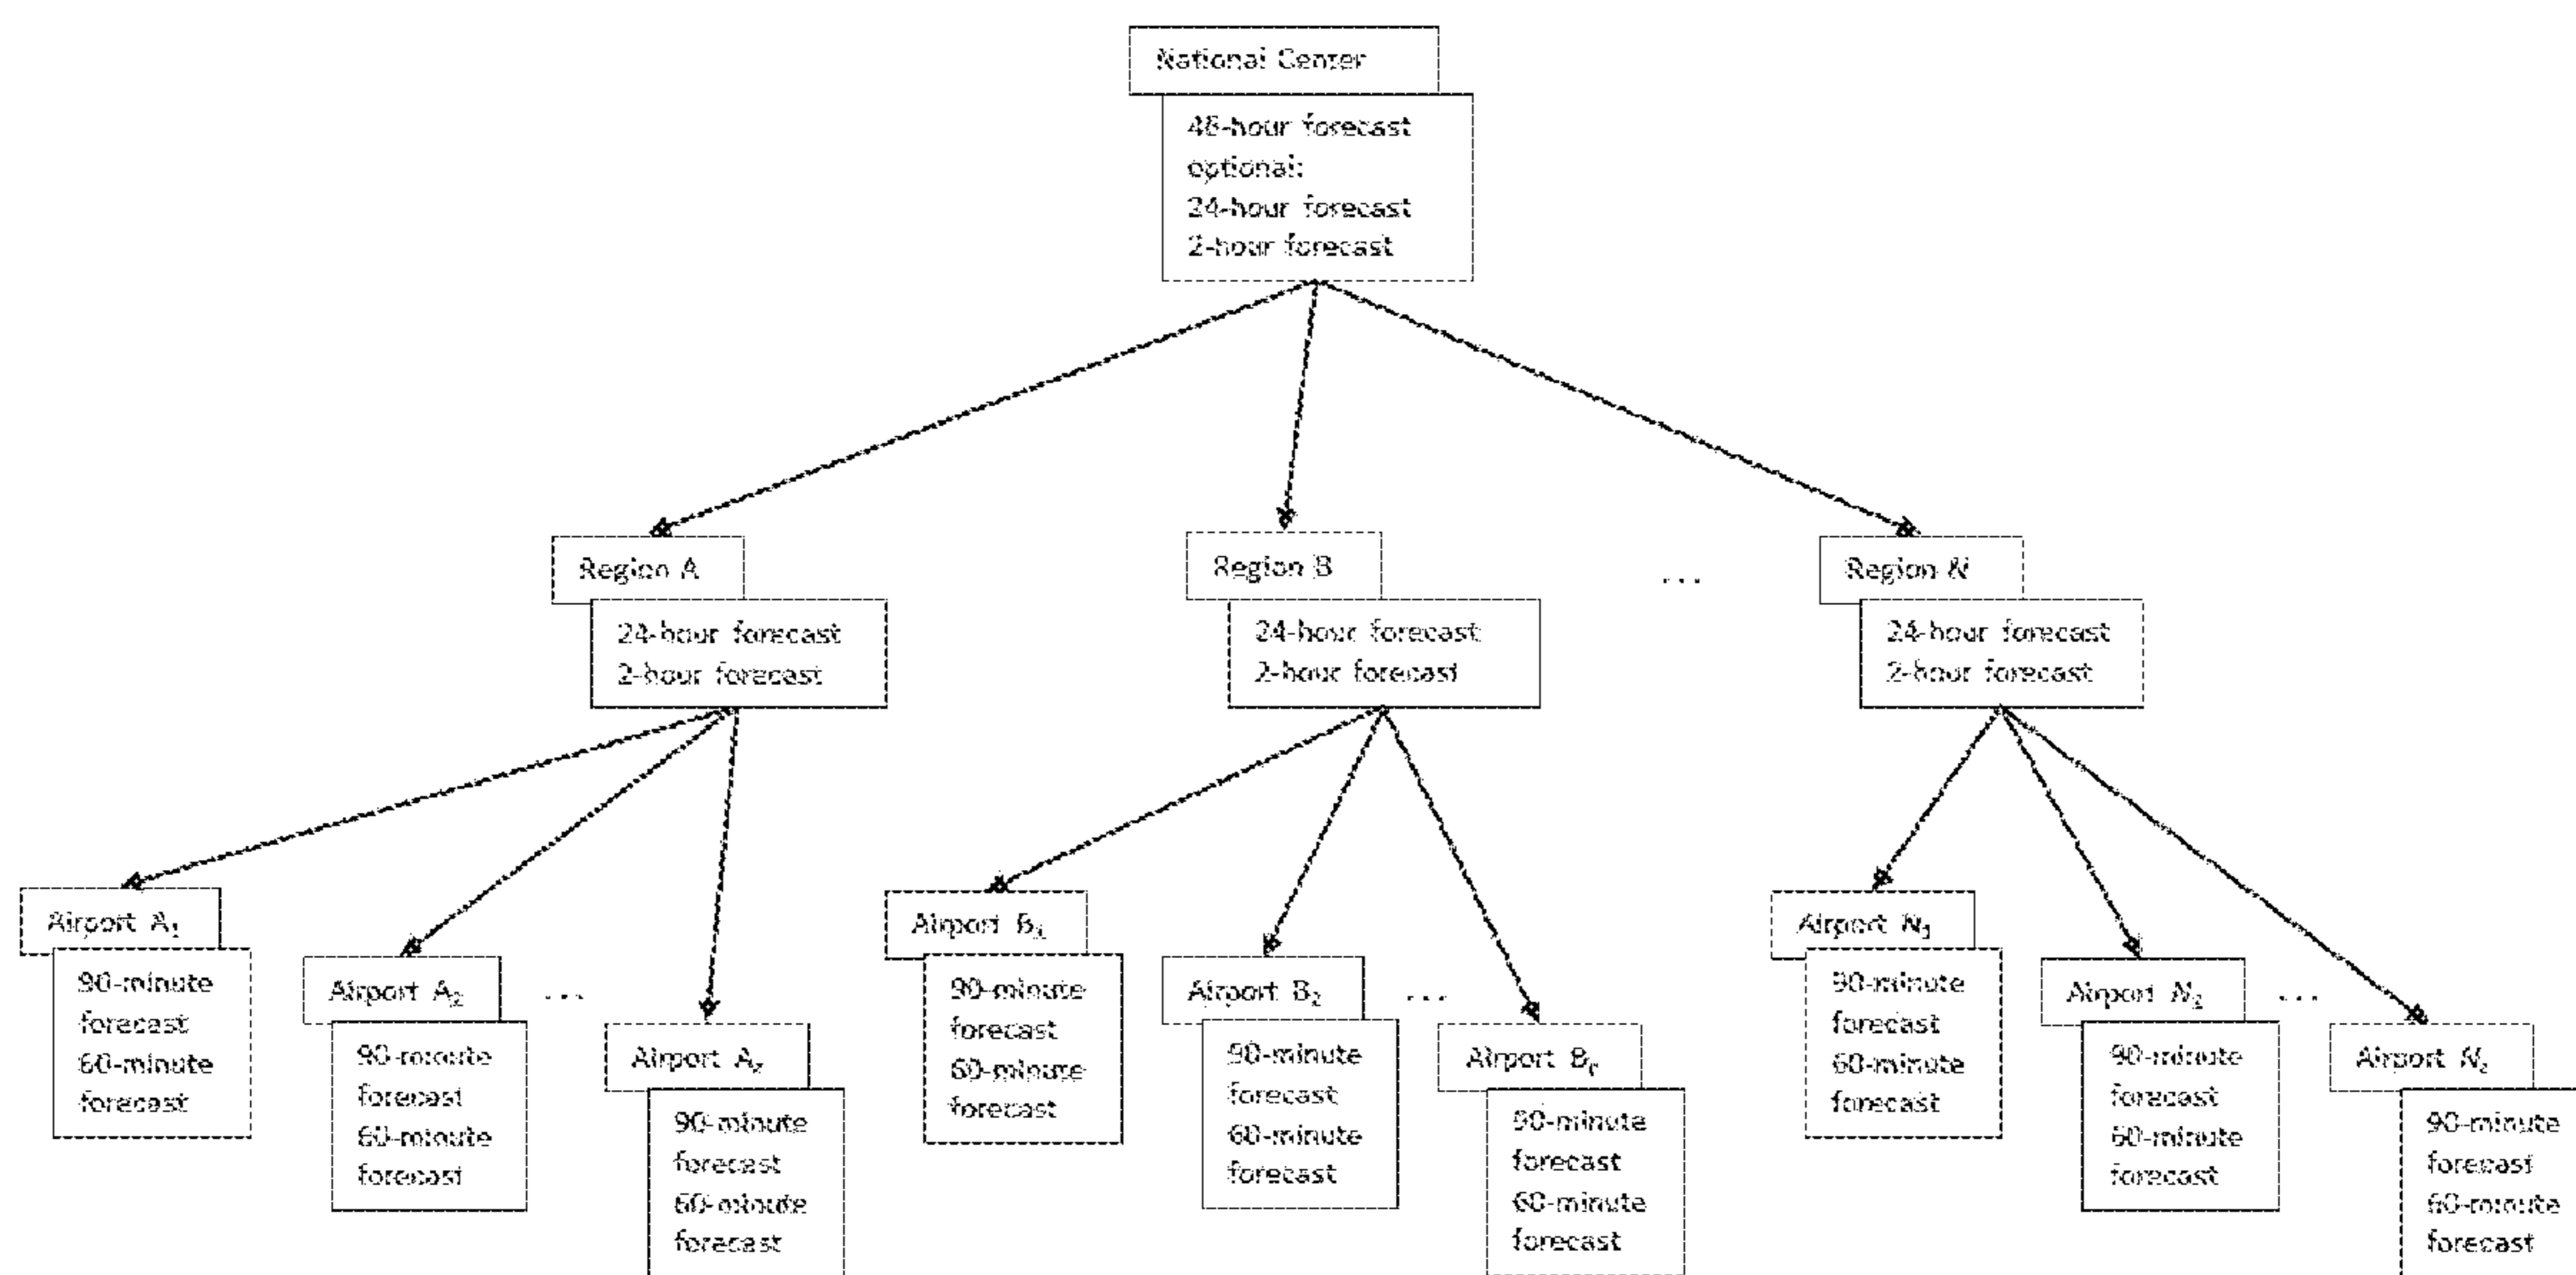 National Center
48-hour forecast
optional:
24-hour forecast
2-hour forecast
Region A
24-hour forecast
2-hour forecast
Region B
24-hour forecast
2-hour forecast
...
Region N
24-hour forecast
2-hour forecast
Airport A₁
90-minute
forecast
60-minute
forecast
Airport A₂
90-minute
forecast
60-minute
forecast
...
Airport
90-minute
forecast
60-minute
forecast
Airport B₁
90-minute
forecast
60-minute
forecast
Airport B₂
90-minute
forecast
60-minute
forecast
...
Airport
90-minute
forecast
60-minute
forecast
Airport N₁
90-minute
forecast
60-minute
forecast
Airport N₂
90-minute
forecast
60-minute
forecast
...
Airport
90-minute
forecast
60-minute
forecast